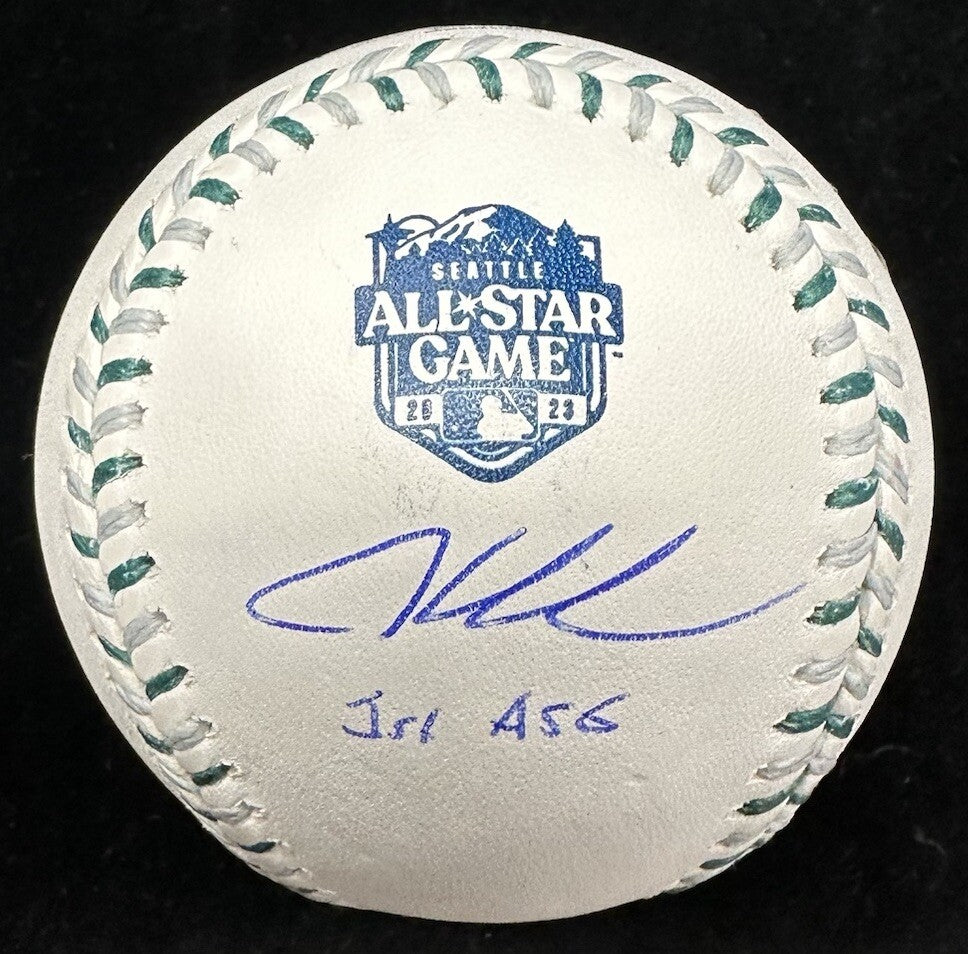 SEATTLE
ALL★STAR
GAME
20 23
1st ASG